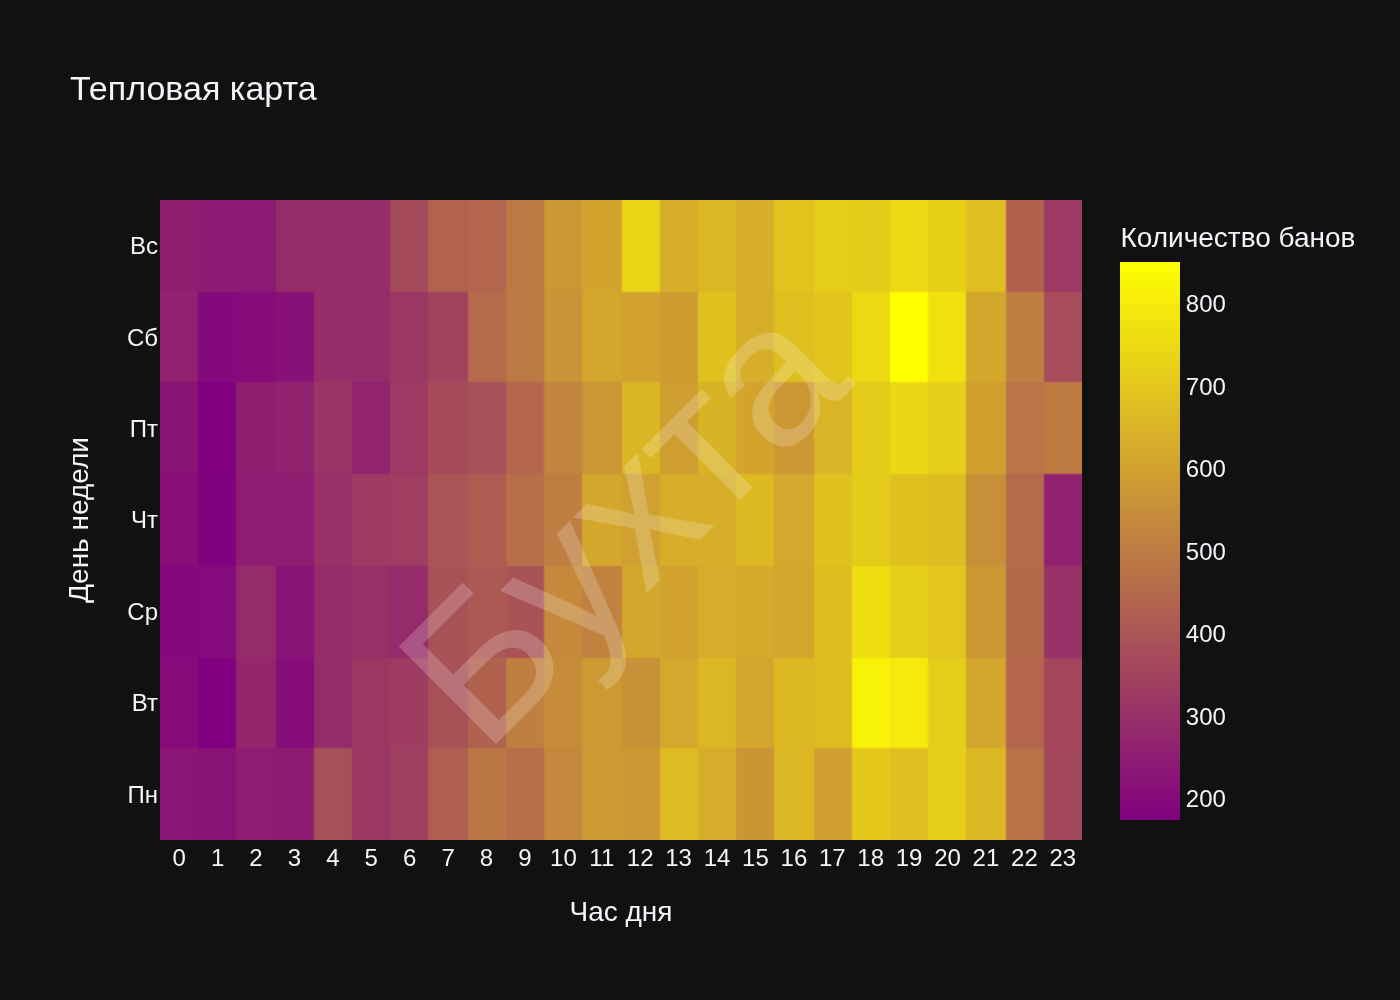 Тепловая карта
Количество банов
800
700
600
500
400
300
200
День недели
Вс
Сб
Пт
Чт
Ср
Вт
Пн
0 1 2 3 4 5 6 7 8 9 10 11 12 13 14 15 16 17 18 19 20 21 22 23
Час дня
Бухта